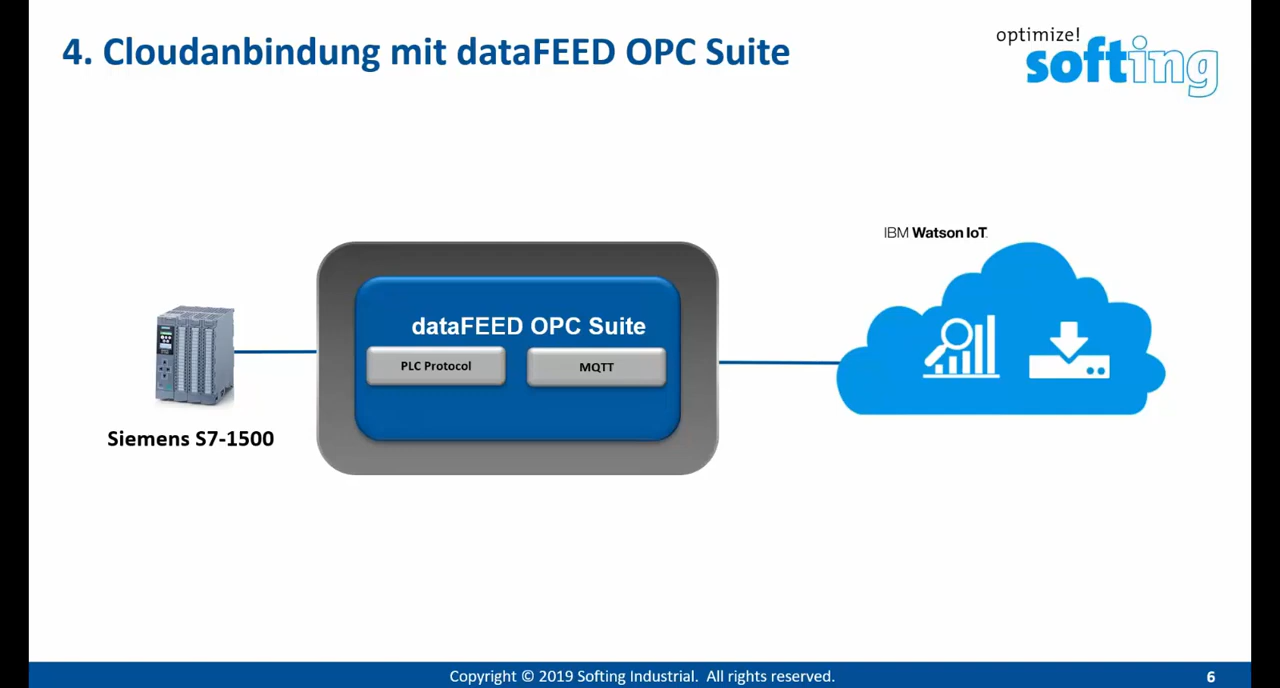 4. Cloudanbindung mit dataFEED OPC Suite
optimize!
softing
IBM Watson IoT
dataFEED OPC Suite
PLC Protocol
MQTT
Siemens S7-1500
Copyright © 2019 Softing Industrial. All rights reserved.
6